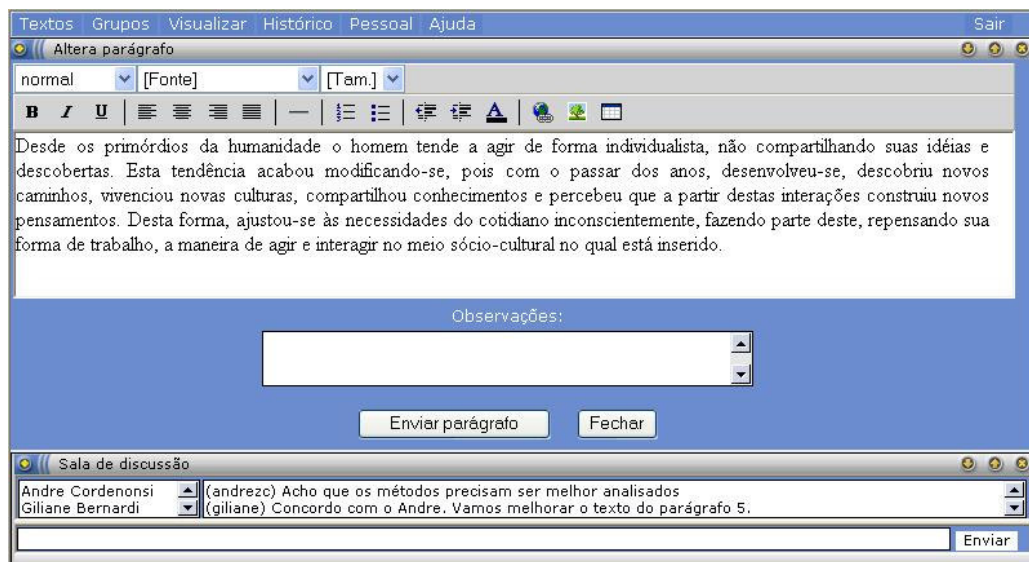 Textos Grupos Visualizar Histórico Pessoal Ajuda Sair
Altera parágrafo
normal [Fonte] [Tam.]
B I U A
Desde os primórdios da humanidade o homem tende a agir de forma individualista, não compartilhando suas idéias e
descobertas. Esta tendência acabou modificando-se, pois com o passar dos anos, desenvolveu-se, descobriu novos
caminhos, vivenciou novas culturas, compartilhou conhecimentos e percebeu que a partir destas interações construiu novos
pensamentos. Desta forma, ajustou-se às necessidades do cotidiano inconscientemente, fazendo parte deste, repensando sua
forma de trabalho, a maneira de agir e interagir no meio sócio-cultural no qual está inserido.
Observações:
Enviar parágrafo Fechar
Sala de discussão
Andre Cordenonsi (andrezc) Acho que os métodos precisam ser melhor analisados
Giliane Bernardi (giliane) Concordo com o Andre. Vamos melhorar o texto do parágrafo 5.
Enviar